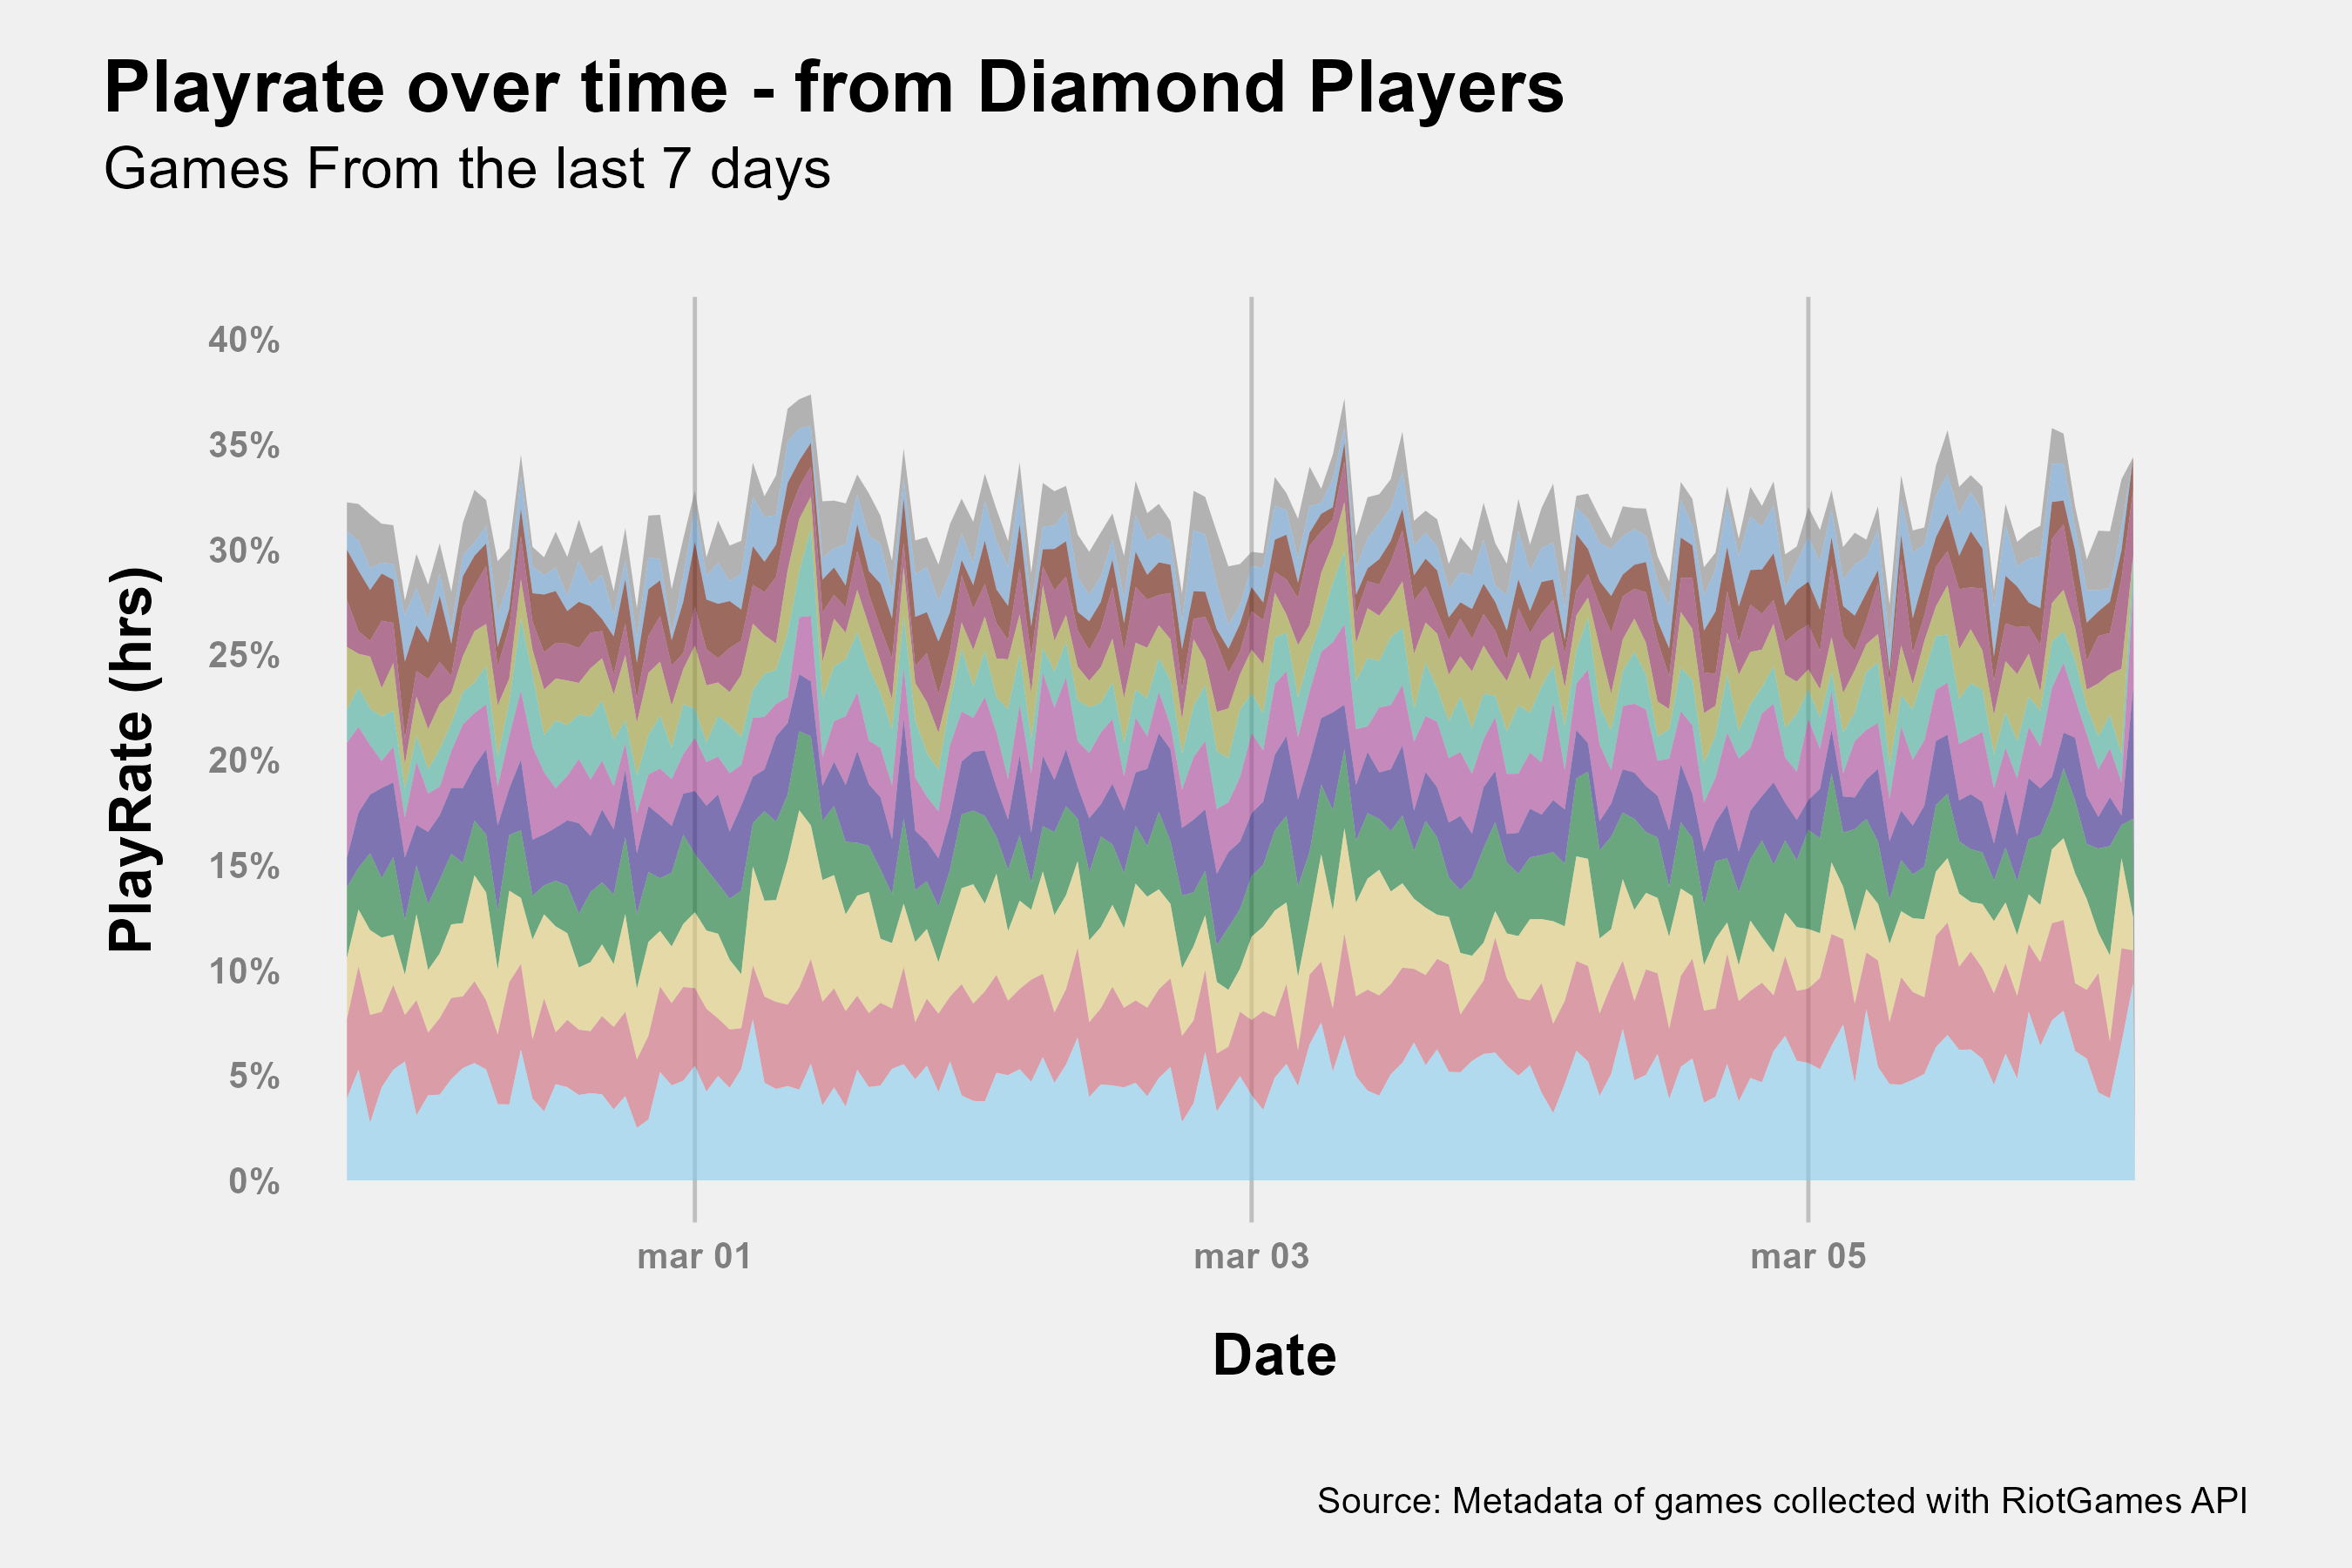 Playrate over time - from Diamond Players
Games From the last 7 days
PlayRate (hrs)
40%
35%
30%
25%
20%
15%
10%
5%
0%
mar 01
mar 03
mar 05
Date
Source: Metadata of games collected with RiotGames API